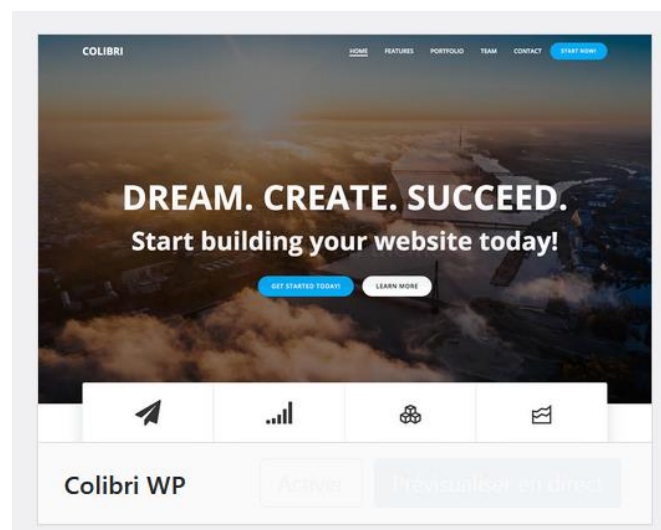 COLIBRI
HOME FEATURES PORTFOLIO TEAM CONTACT START NOW!
DREAM. CREATE. SUCCEED.
Start building your website today!
GET STARTED TODAY! LEARN MORE
Colibri WP Activer Prévisualiser en direct